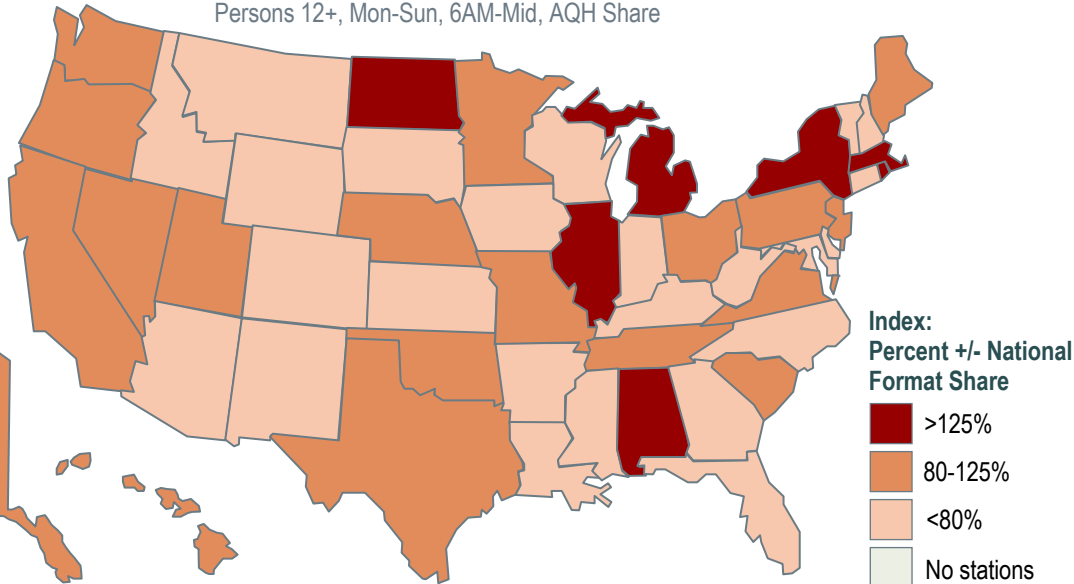 Persons 12+, Mon-Sun, 6AM-Mid, AQH Share
Index:
Percent +/- National
Format Share
>125%
80-125%
<80%
No stations